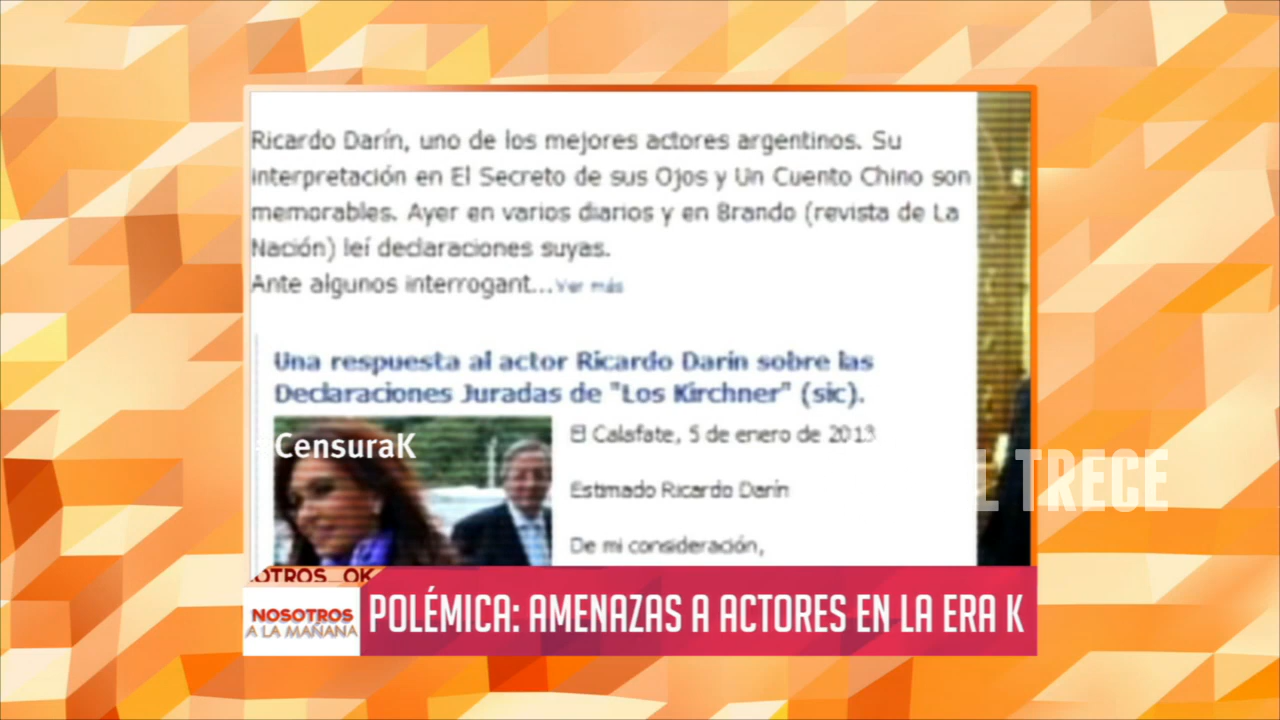 Ricardo Darín, uno de los mejores actores argentinos. Su
interpretación en El Secreto de sus Ojos y Un Cuento Chino son
memorables. Ayer en varios diarios y en Brando (revista de La
Nación) leí declaraciones suyas.
Ante algunos interrogant... Ver más
Una respuesta al actor Ricardo Darin sobre las
Declaraciones Juradas de "Los Kirchner" (sic).
#CensuraK
El Calafate, 5 de enero de 2013
Estimado Ricardo Darín
De mi consideración,
L TRECE
OTROS_OK
NOSOTROS
A LA MAÑANA
POLÉMICA: AMENAZAS A ACTORES EN LA ERA K